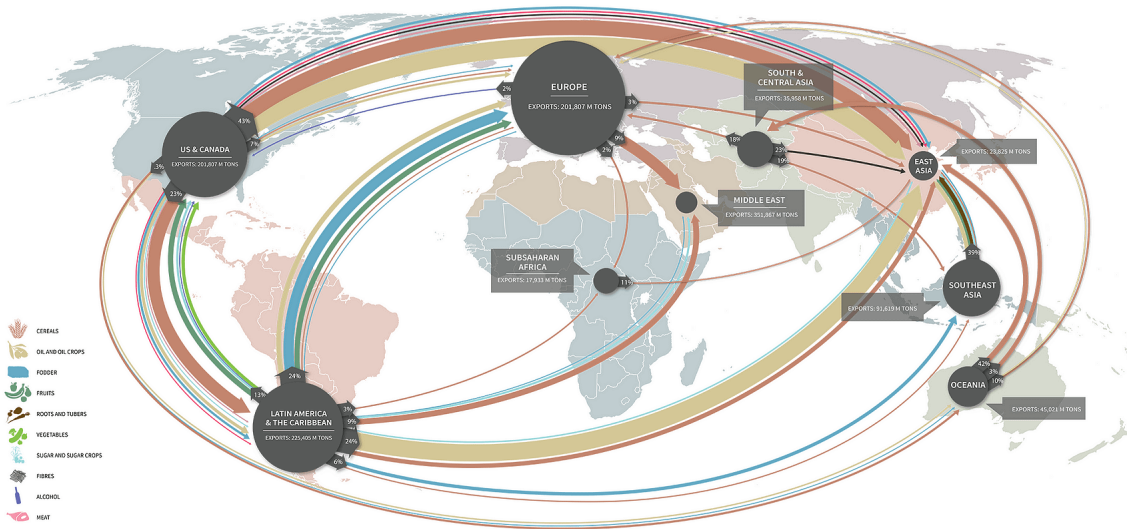 EUROPE
EXPORTS: 201,807 M TONS
SOUTH &
CENTRAL ASIA
EXPORTS: 35,958 M TONS
US & CANADA
EXPORTS: 201,807 M TONS
EAST
ASIA
EXPORTS: 23,825 M TONS
MIDDLE EAST
EXPORTS: 351,867 M TONS
SUBSAHARAN
AFRICA
EXPORTS: 17,933 M TONS
SOUTHEAST
ASIA
EXPORTS: 91,619 M TONS
OCEANIA
EXPORTS: 45,021 M TONS
LATIN AMERICA
& THE CARIBBEAN
EXPORTS: 225,405 M TONS
43%
7%
3%
23%
2%
3%
9%
2%
18%
23%
19%
11%
39%
42%
3%
10%
24%
13%
3%
9%
24%
6%
CEREALS
OIL AND OIL CROPS
FODDER
FRUITS
ROOTS AND TUBERS
VEGETABLES
SUGAR AND SUGAR CROPS
FIBRES
ALCOHOL
MEAT